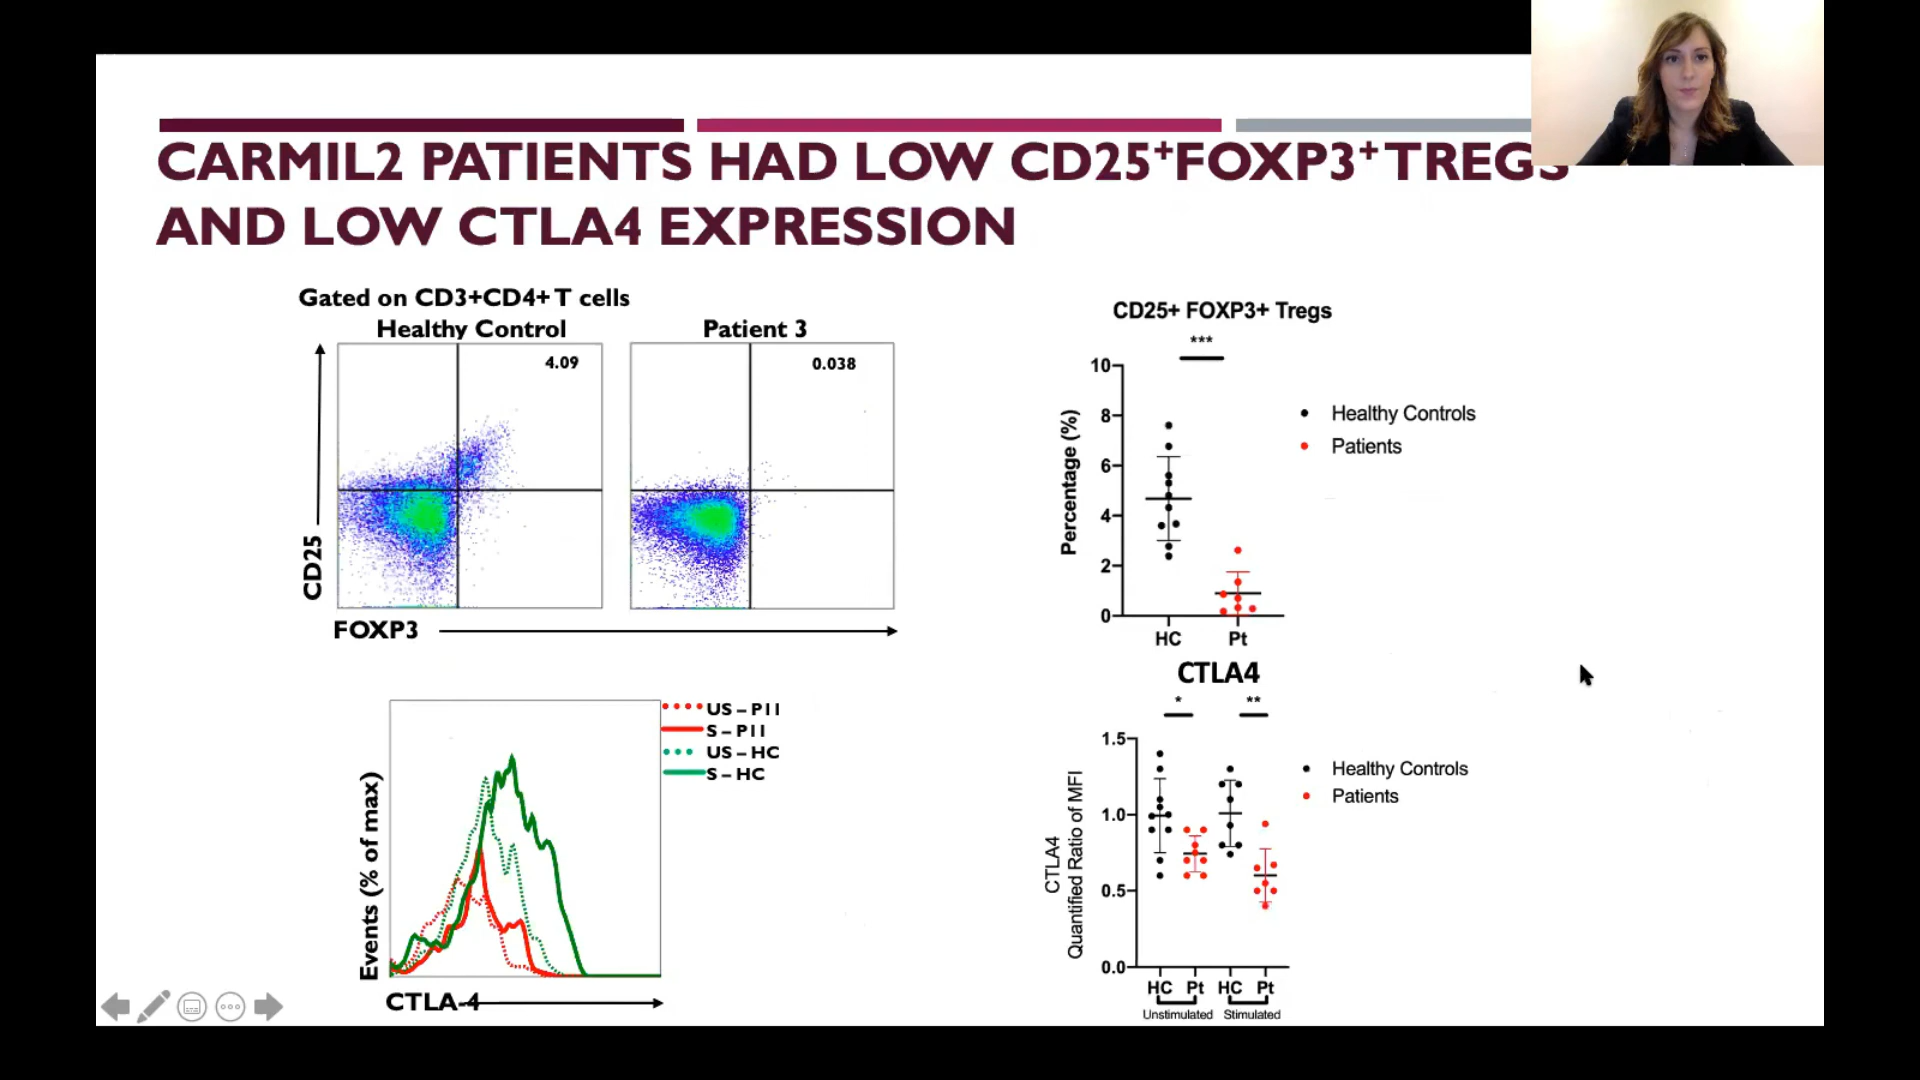 CARMIL2 PATIENTS HAD LOW CD25⁺FOXP3⁺ TREGS
AND LOW CTLA4 EXPRESSION
Gated on CD3+CD4+ T cells
Healthy Control
Patient 3
4.09
0.038
CD25
FOXP3
CD25+ FOXP3+ Tregs
***
10
8
6
4
2
0
Percentage (%)
HC
Pt
Healthy Controls
Patients
US – P11
S – P11
US – HC
S – HC
Events (% of max)
CTLA-4
CTLA4
*
**
1.5
1.0
0.5
0.0
CTLA4
Quantified Ratio of MFI
HC Pt HC Pt
Unstimulated Stimulated
Healthy Controls
Patients